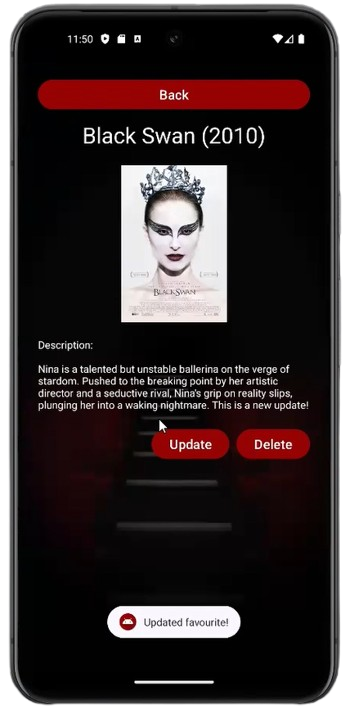 11:50
Back
Black Swan (2010)
BLACK SWAN
Description:
Nina is a talented but unstable ballerina on the verge of
stardom. Pushed to the breaking point by her artistic
director and a seductive rival, Nina's grip on reality slips,
plunging her into a waking nightmare. This is a new update!
Update
Delete
Updated favourite!